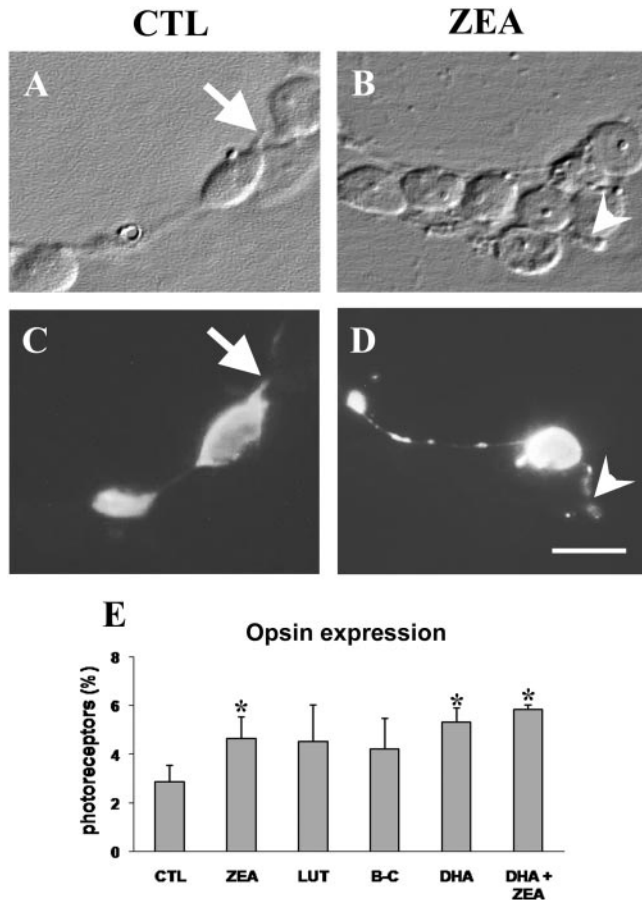 CTL ZEA
A B
C D
E
Opsin expression
photoreceptors (%)
8
6
4
2
0
* * *
CTL ZEA LUT B-C DHA DHA + ZEA